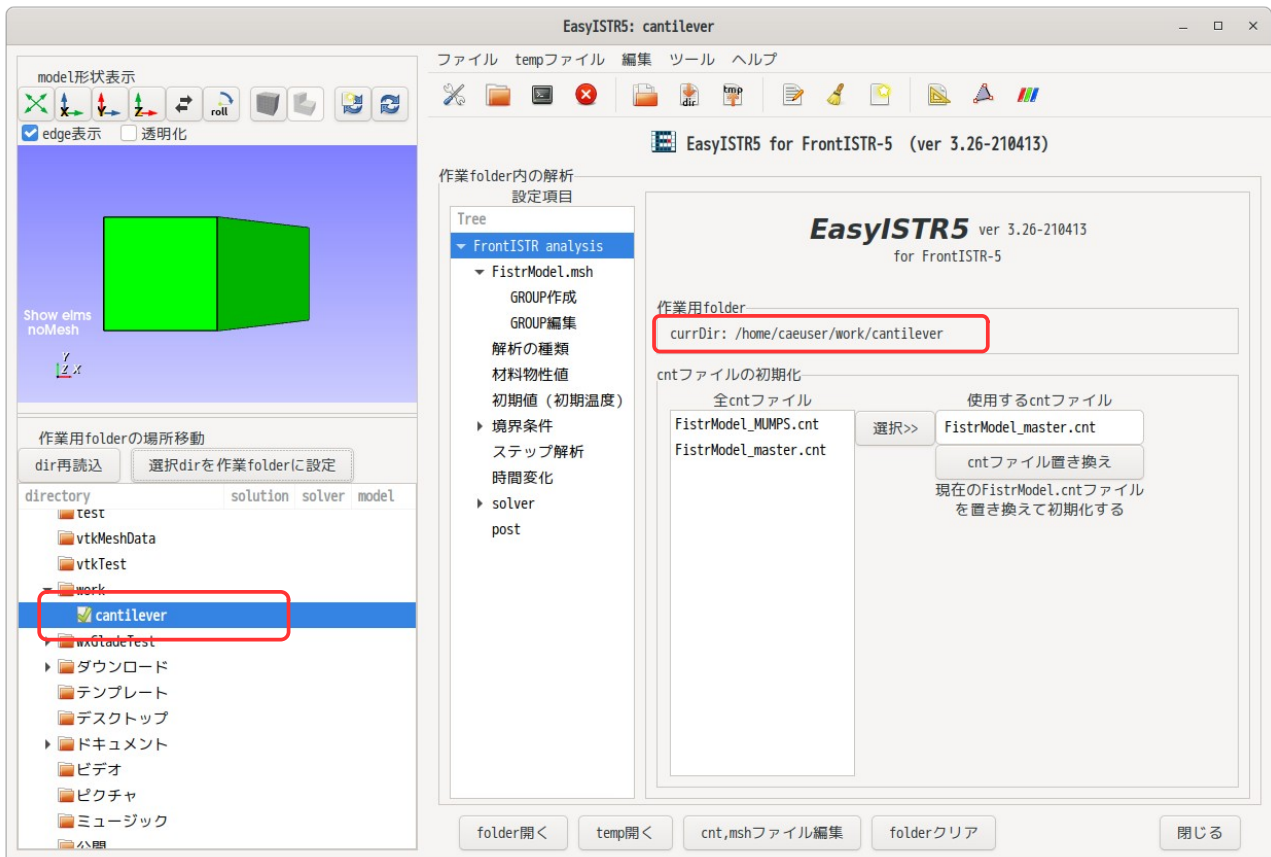 EasyISTR5: cantilever
model形状表示
X Y Z roll
edge表示 透明化
Show elms
noMesh
Y
Z X
作業用folderの場所移動
dir再読込 選択dirを作業folderに設定
directory solution solver model
test
vtkMeshData
vtkTest
work
cantilever
wxGladeTest
ダウンロード
テンプレート
デスクトップ
ドキュメント
ビデオ
ピクチャ
ミュージック
公開
ファイル tempファイル 編集 ツール ヘルプ
dir tmp
EasyISTR5 for FrontISTR-5 (ver 3.26-210413)
作業folder内の解析
設定項目
Tree
FrontISTR analysis
FistrModel.msh
GROUP作成
GROUP編集
解析の種類
材料物性値
初期値（初期温度）
境界条件
ステップ解析
時間変化
solver
post
EasyISTR5 ver 3.26-210413
for FrontISTR-5
作業用folder
currDir: /home/caeuser/work/cantilever
cntファイルの初期化
全cntファイル
FistrModel_MUMPS.cnt
FistrModel_master.cnt
選択>>
使用するcntファイル
FistrModel_master.cnt
cntファイル置き換え
現在のFistrModel.cntファイル
を置き換えて初期化する
folder開く temp開く cnt,mshファイル編集 folderクリア 閉じる